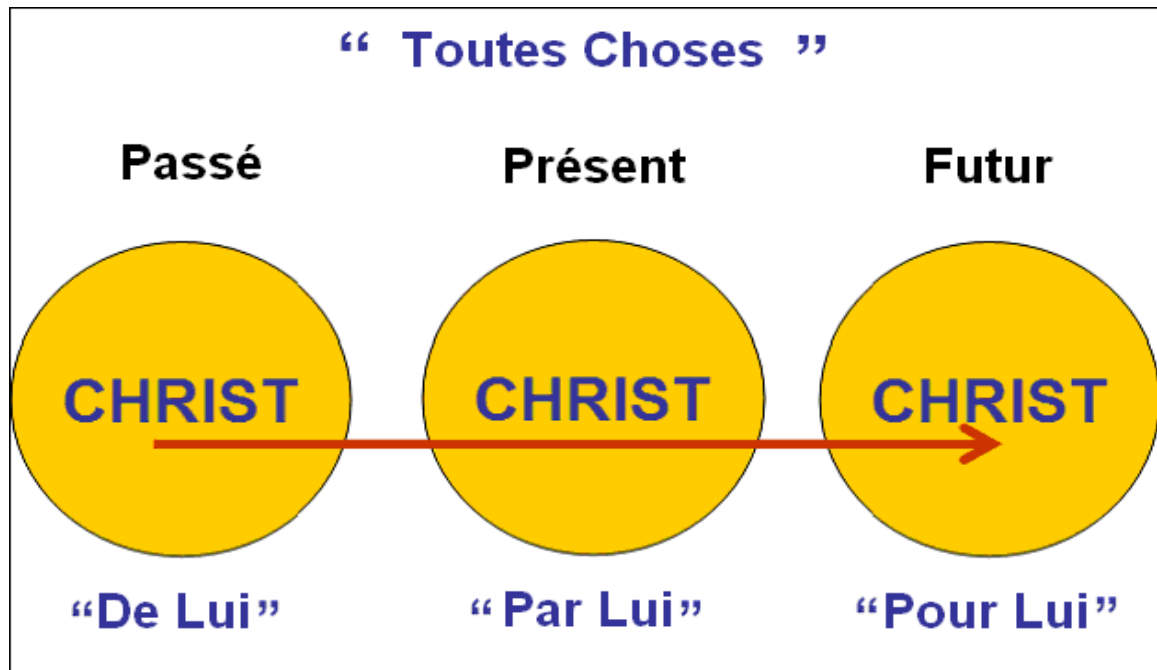 “ Toutes Choses ”
Passé Présent Futur
CHRIST CHRIST CHRIST
“De Lui” “Par Lui” “Pour Lui”